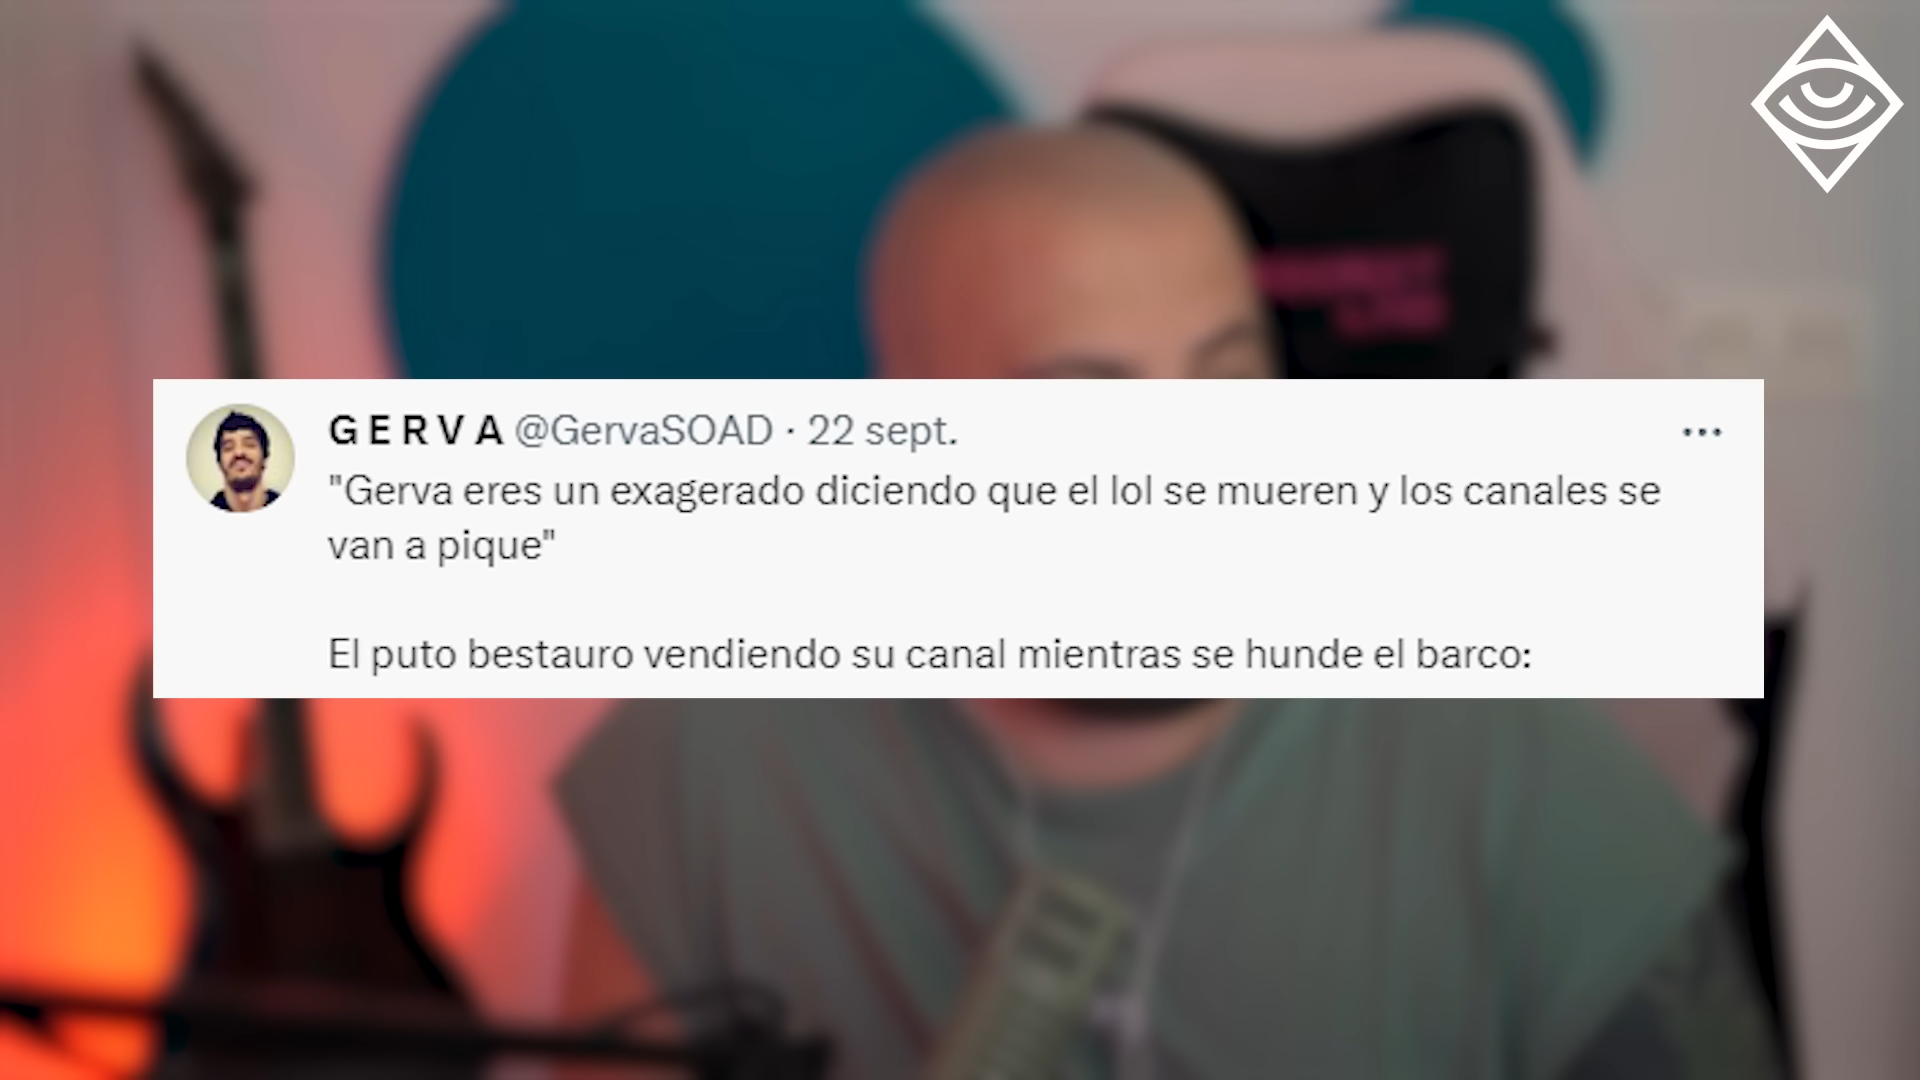 G E R V A @GervaSOAD · 22 sept.
"Gerva eres un exagerado diciendo que el lol se mueren y los canales se
van a pique"
El puto bestauro vendiendo su canal mientras se hunde el barco: